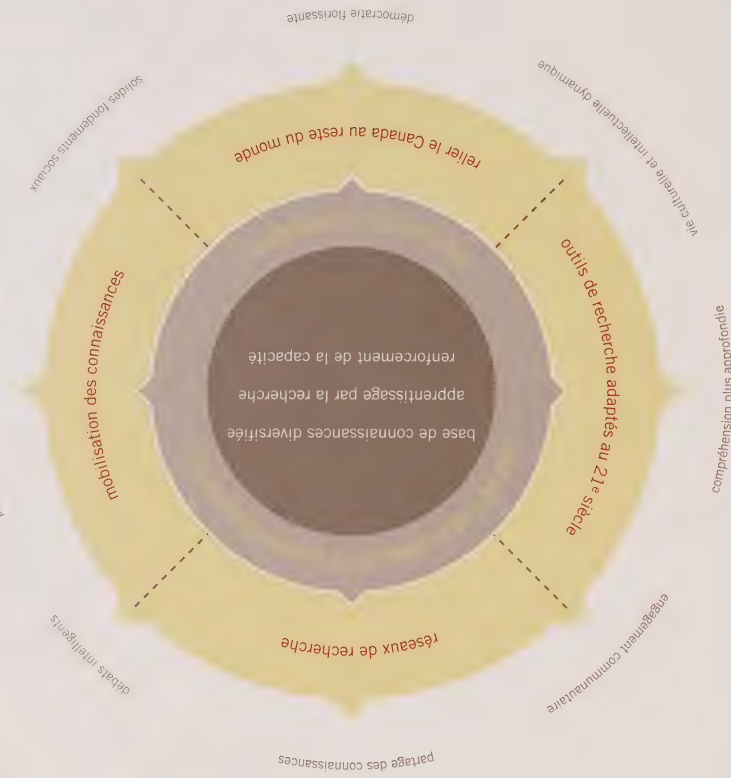 partage des connaissances
débats intelligents
solides fondements sociaux
démocratie florissante
vie culturelle et intellectuelle dynamique
compréhension plus approfondie
engagement communautaire
réseaux de recherche
mobilisation des connaissances
relier le Canada au reste du monde
outils de recherche adaptés au 21e siècle
base de connaissances diversifiée
apprentissage par la recherche
renforcement de la capacité